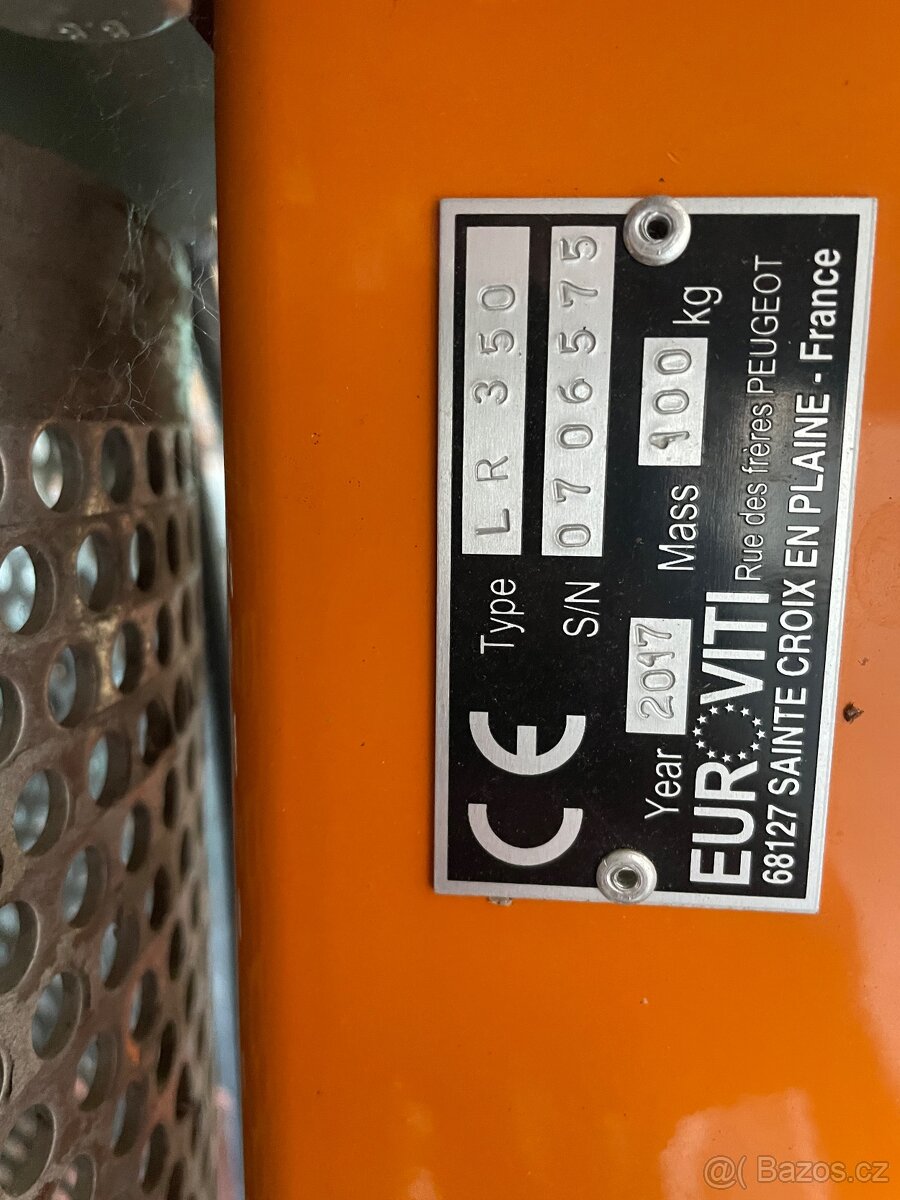 CE
Type LR 350
S/N 0706575
Year 2017 Mass 100 kg
EUROVITI Rue des frères PEUGEOT
68127 SAINTE CROIX EN PLAINE - France
@( Bazos.cz